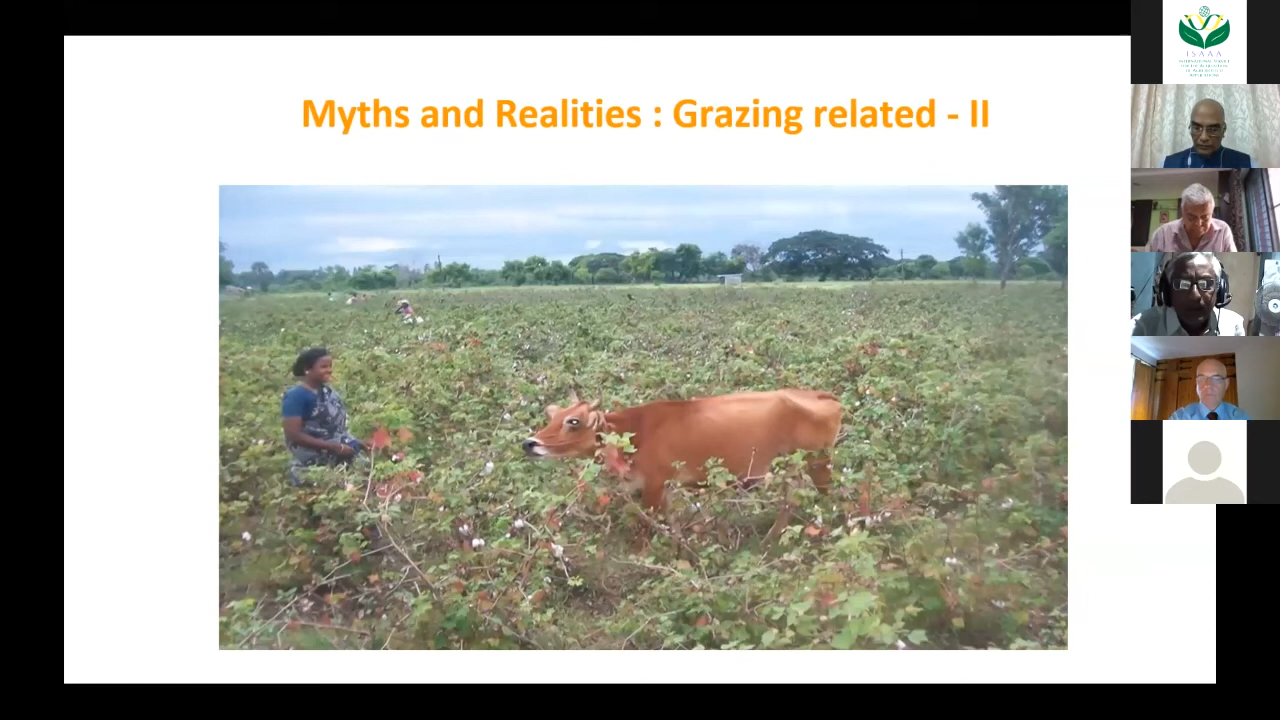 Myths and Realities : Grazing related - II
ISAAA